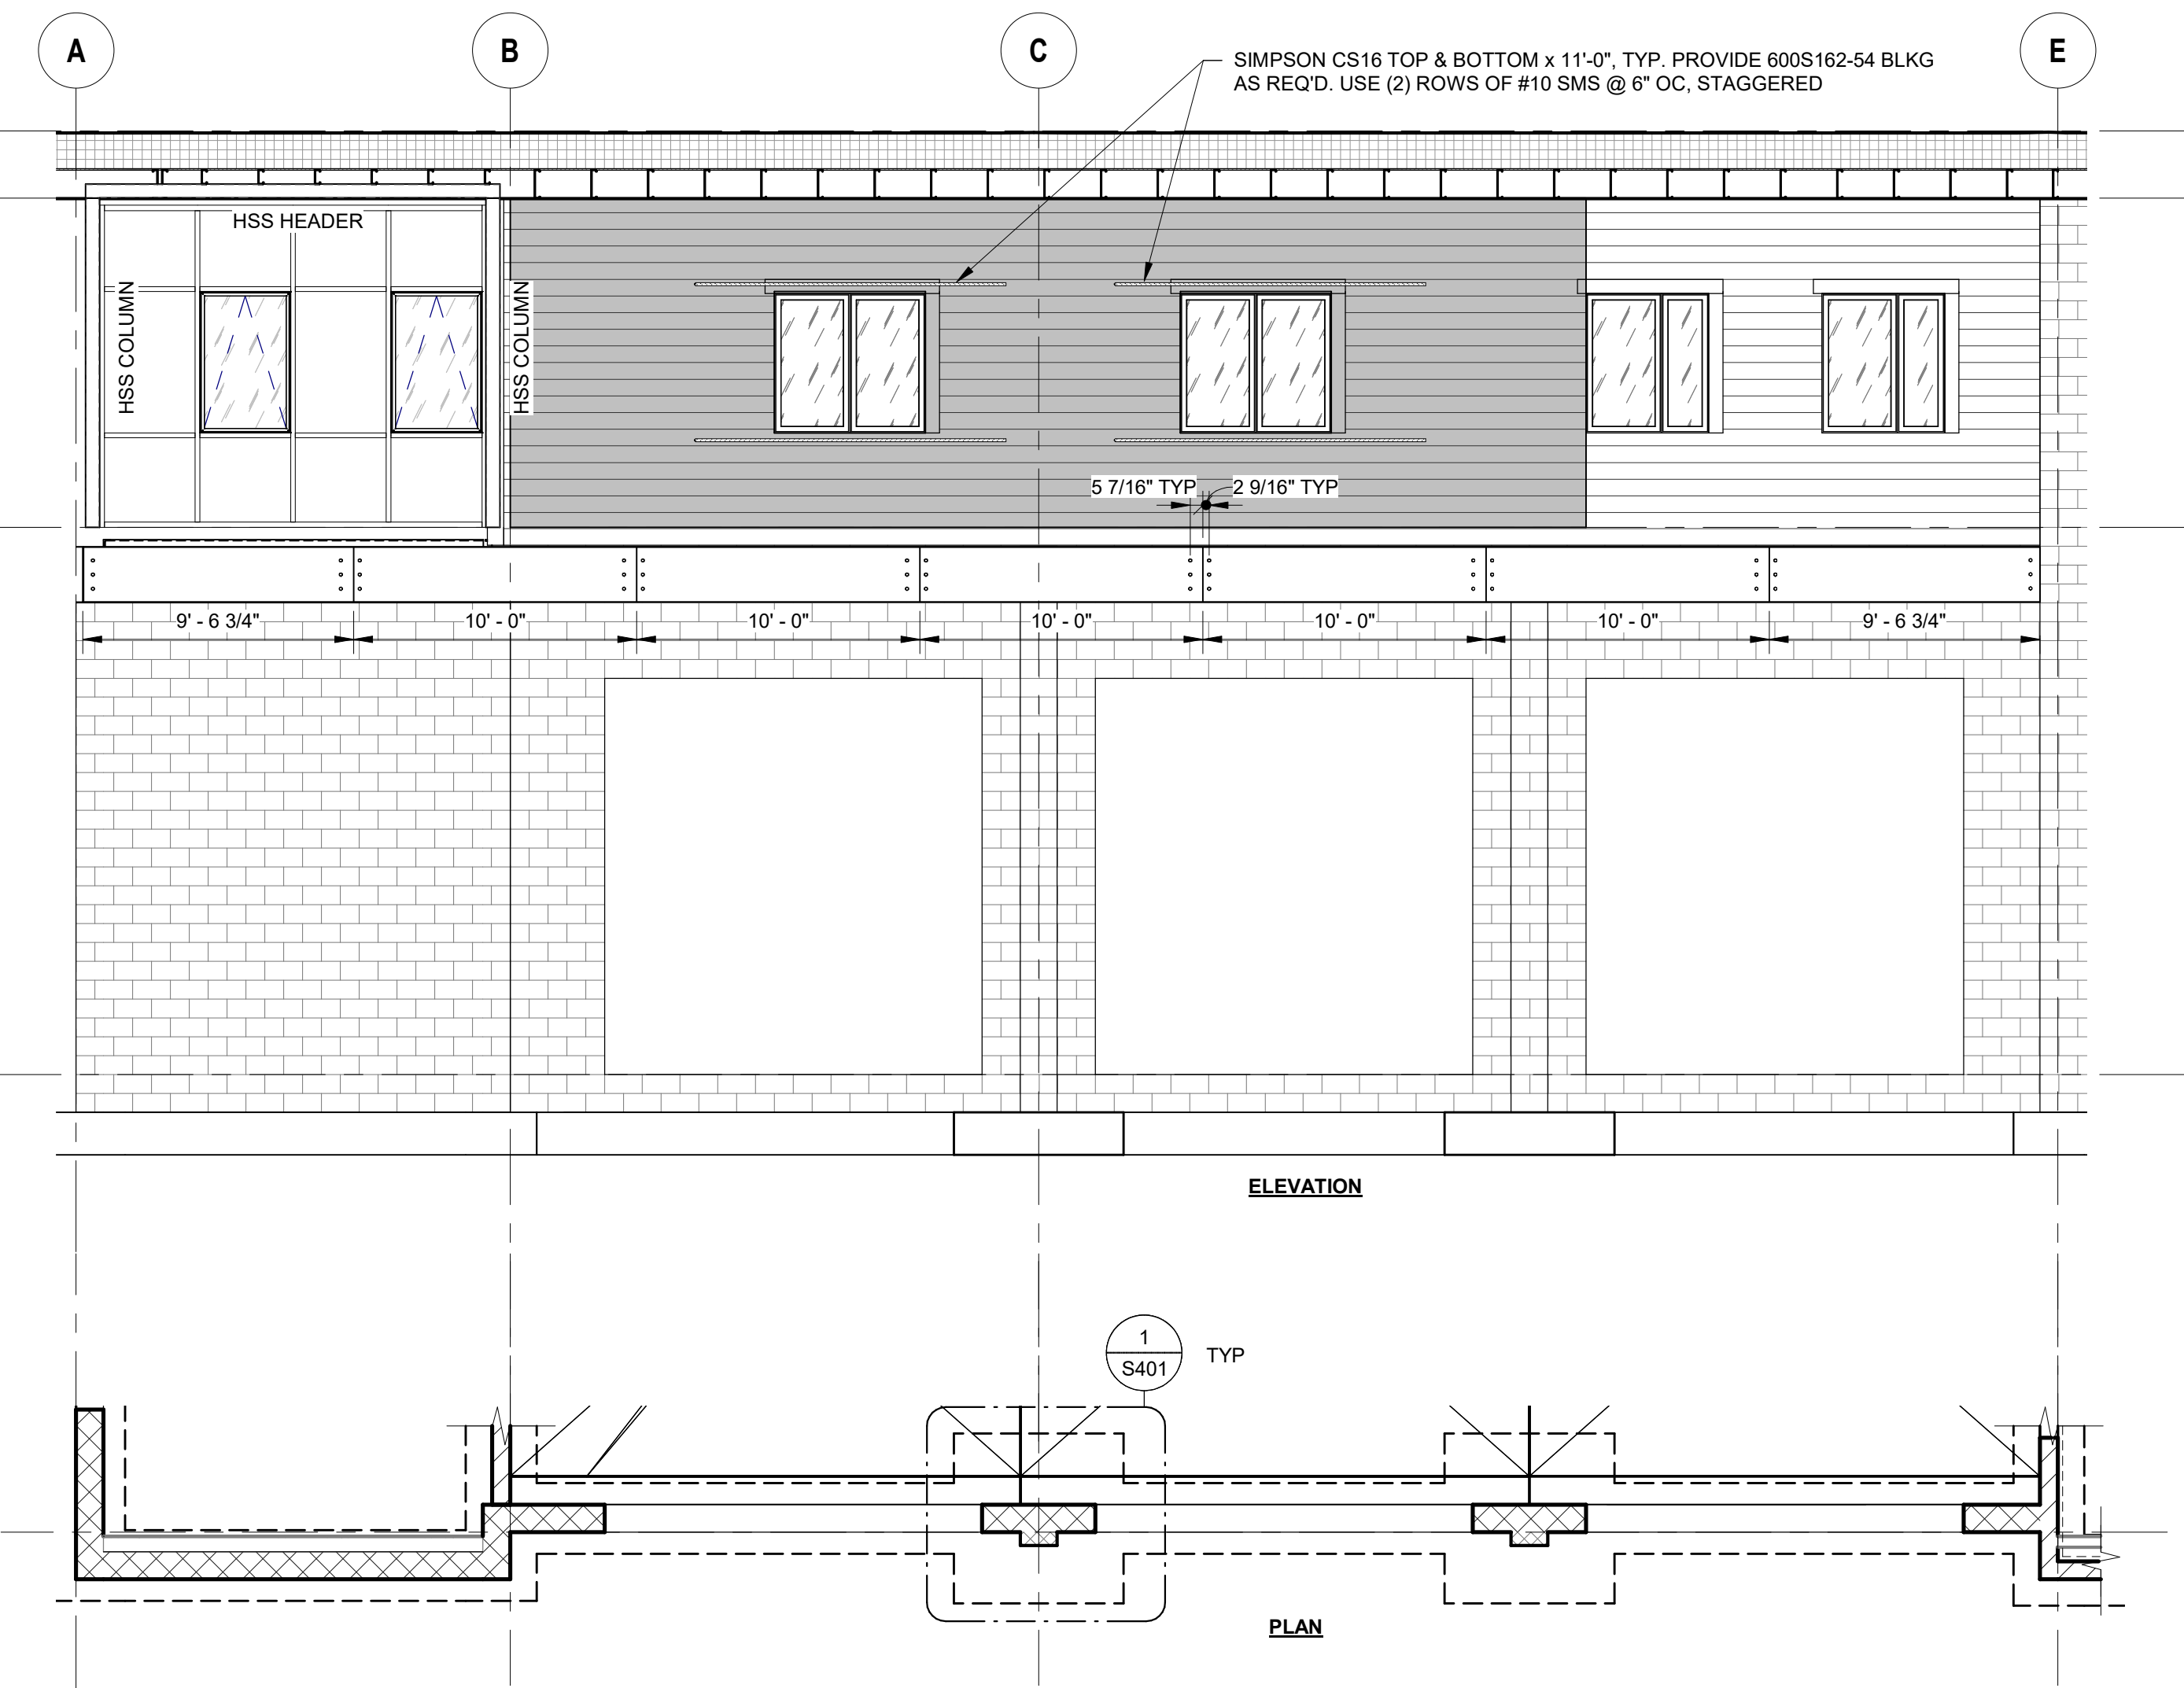 A
B
C
E
SIMPSON CS16 TOP & BOTTOM x 11'-0", TYP. PROVIDE 600S162-54 BLKG
AS REQ'D. USE (2) ROWS OF #10 SMS @ 6" OC, STAGGERED
HSS HEADER
HSS COLUMN
HSS COLUMN
5 7/16" TYP
2 9/16" TYP
9' - 6 3/4"
10' - 0"
10' - 0"
10' - 0"
10' - 0"
10' - 0"
9' - 6 3/4"
ELEVATION
1
S401
TYP
PLAN